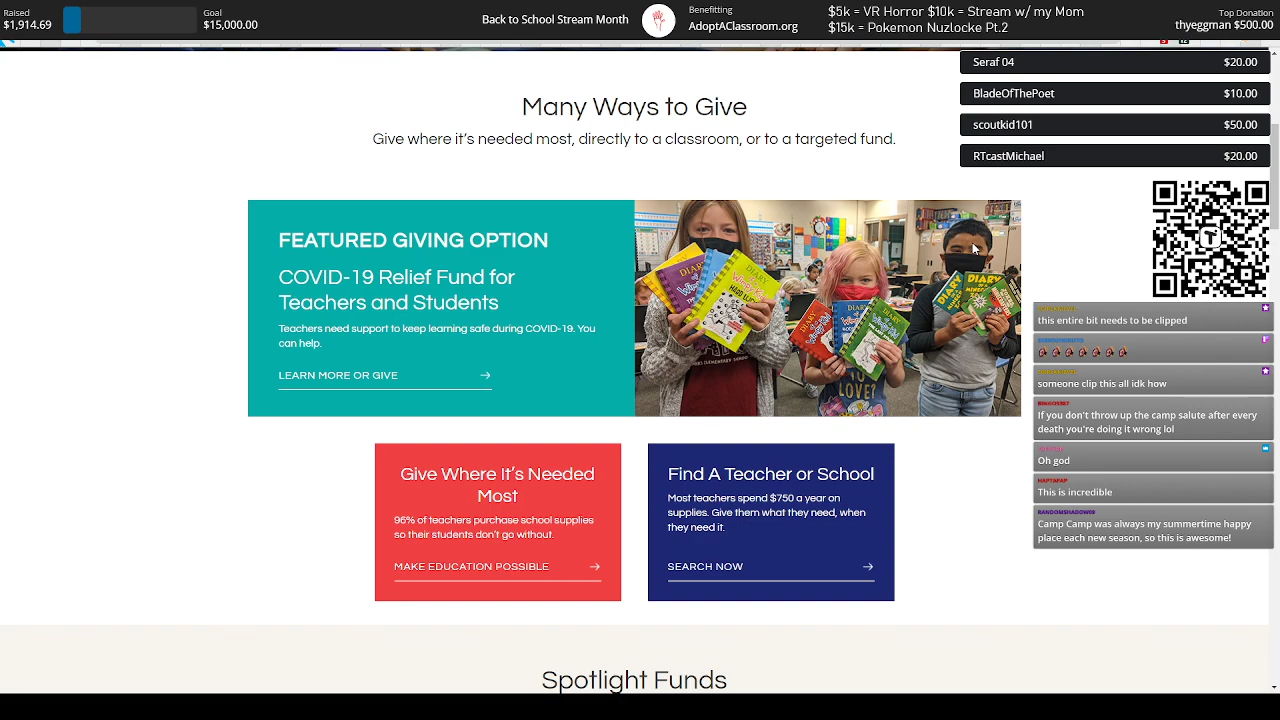 Raised
$1,914.69
Goal
$15,000.00
Back to School Stream Month
Benefitting
AdoptAClassroom.org
$5k = VR Horror $10k = Stream w/ my Mom
$15k = Pokemon Nuzlocke Pt.2
Top Donation
thyeggman $500.00
Seraf 04 $20.00
BladeOfThePoet $10.00
scoutkid101 $50.00
RTcastMichael $20.00
Many Ways to Give
Give where it's needed most, directly to a classroom, or to a targeted fund.
FEATURED GIVING OPTION
COVID-19 Relief Fund for
Teachers and Students
Teachers need support to keep learning safe during COVID-19. You
can help.
LEARN MORE OR GIVE
DIARY
DIARY
DIARY
Give Where It's Needed
Most
96% of teachers purchase school supplies
so their students don't go without.
MAKE EDUCATION POSSIBLE
Find A Teacher or School
Most teachers spend $750 a year on
supplies. Give them what they need, when
they need it.
SEARCH NOW
this entire bit needs to be clipped
someone clip this all idk how
If you don't throw up the camp salute after every
death you're doing it wrong lol
Oh god
HAPTAPAP
This is incredible
RANDOMSHADOW09
Camp Camp was always my summertime happy
place each new season, so this is awesome!
Spotlight Funds